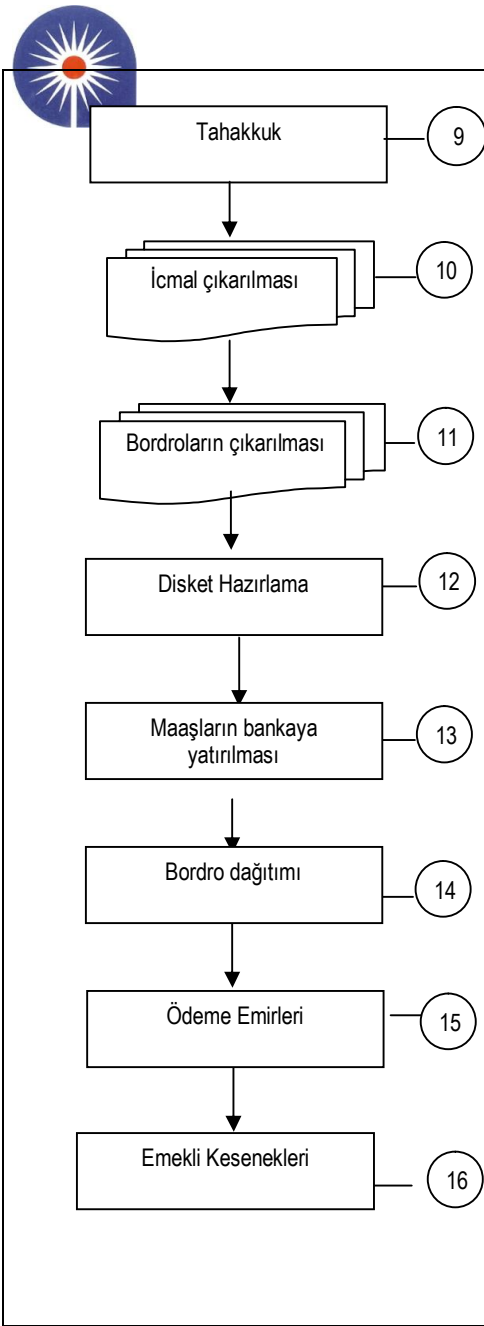 Tahakkuk
9
İcmal çıkarılması
10
Bordroların çıkarılması
11
Disket Hazırlama
12
Maaşların bankaya
yatırılması
13
Bordro dağıtımı
14
Ödeme Emirleri
15
Emekli Kesenekleri
16